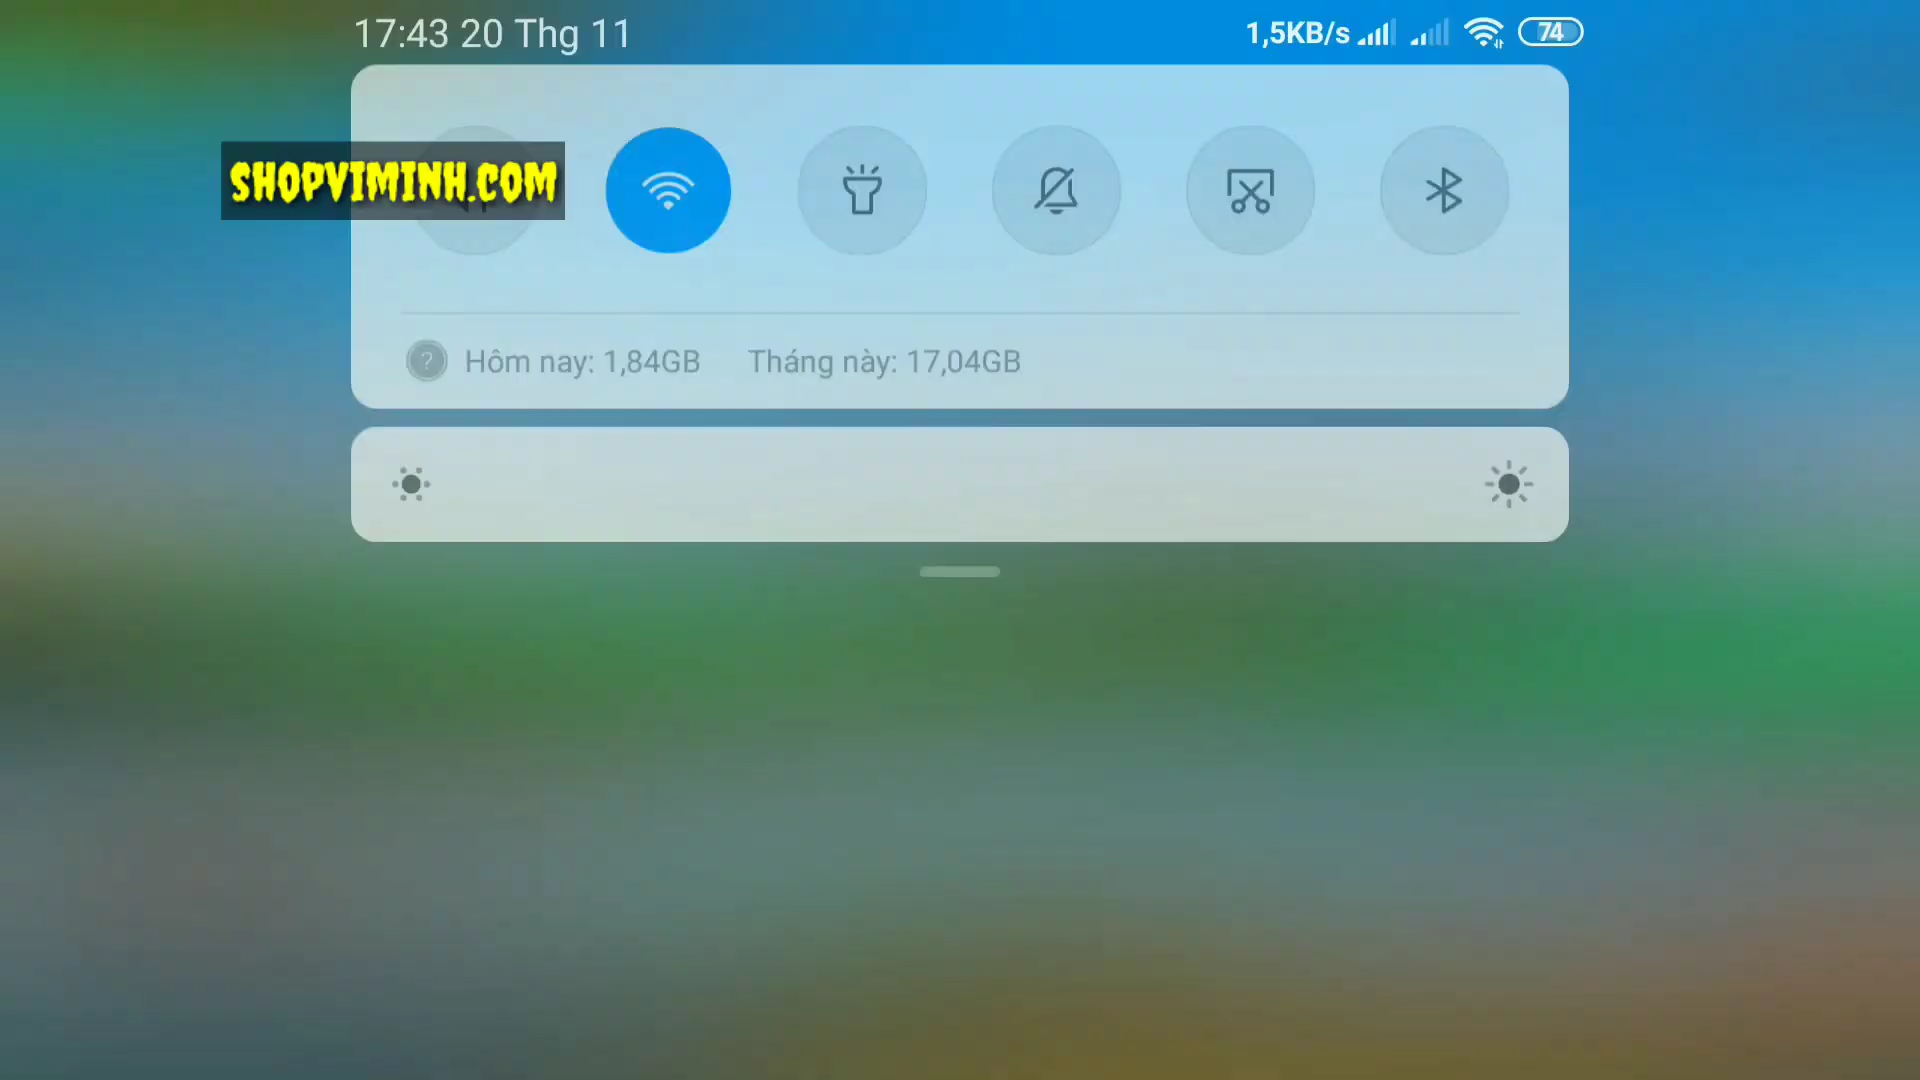 17:43 20 Thg 11
1,5KB/s 74
SHOPVIMINH.COM
? Hôm nay: 1,84GB Tháng này: 17,04GB